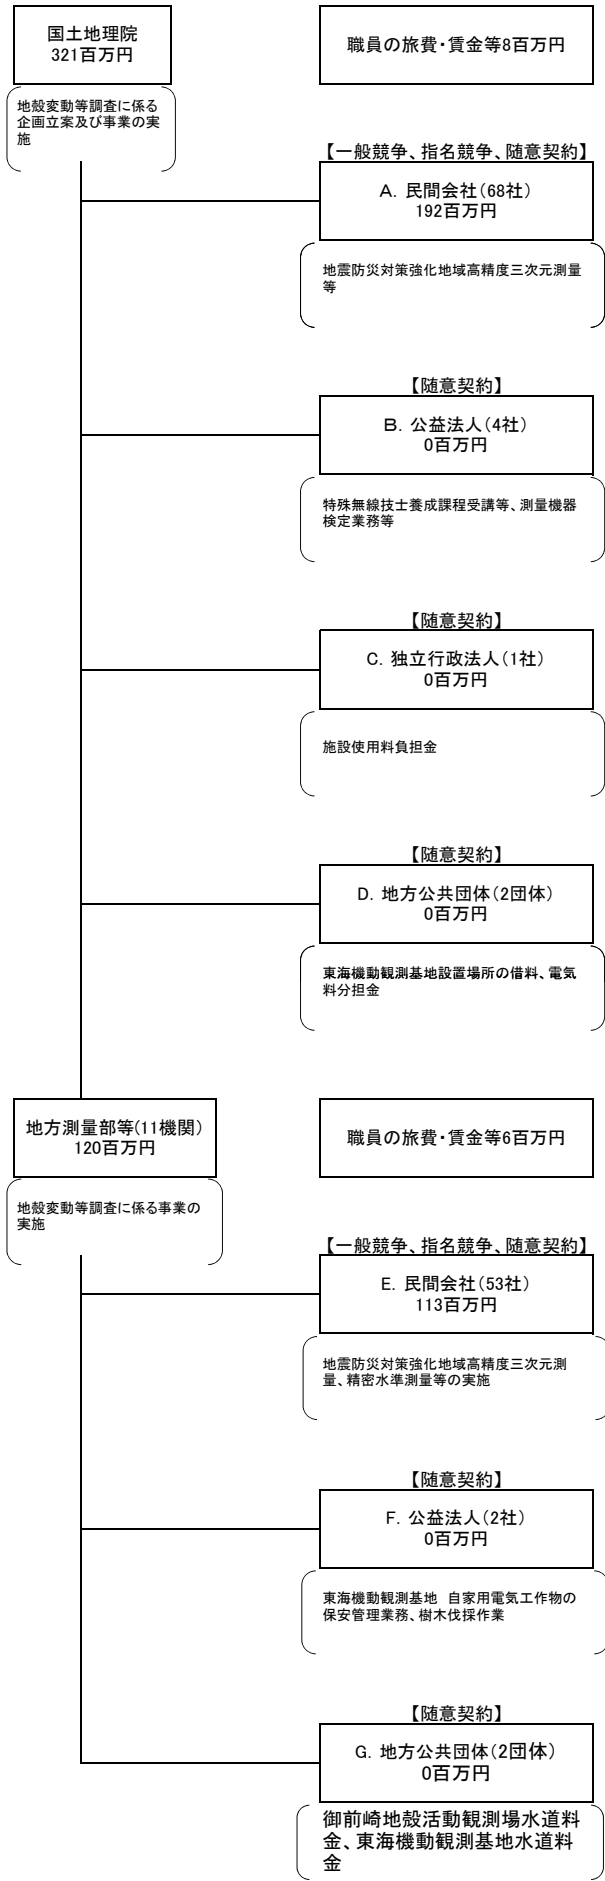 国土地理院
321百万円
職員の旅費・賃金等8百万円
地殻変動等調査に係る
企画立案及び事業の実
施
【一般競争、指名競争、随意契約】
A．民間会社（68社）
192百万円
地震防災対策強化地域高精度三次元測量
等
【随意契約】
B．公益法人（4社）
0百万円
特殊無線技士養成課程受講等、測量機器
検定業務等
【随意契約】
C．独立行政法人（1社）
0百万円
施設使用料負担金
【随意契約】
D．地方公共団体（2団体）
0百万円
東海機動観測基地設置場所の借料、電気
料分担金
地方測量部等(11機関)
120百万円
職員の旅費・賃金等6百万円
地殻変動等調査に係る事業の
実施
【一般競争、指名競争、随意契約】
E．民間会社（53社）
113百万円
地震防災対策強化地域高精度三次元測
量、精密水準測量等の実施
【随意契約】
F．公益法人（2社）
0百万円
東海機動観測基地　自家用電気工作物の
保安管理業務、樹木伐採作業
【随意契約】
G．地方公共団体（2団体）
0百万円
御前崎地殻活動観測場水道料
金、東海機動観測基地水道料
金